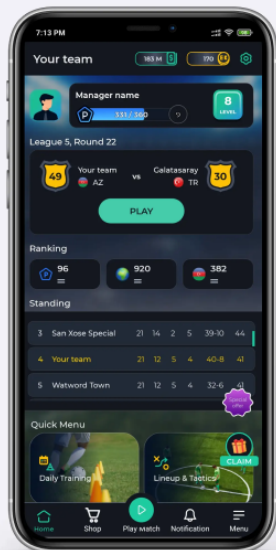 7:13 PM
Your team
183 M
170
Manager name
P 331 / 360 9
8
LEVEL
League 5, Round 22
49
Your team
AZ
vs
Galatasaray
TR
30
PLAY
Ranking
P 96 =
920 =
382 =
Standing
3 San Xose Special 21 14 2 5 39-10 44
4 Your team 21 12 5 4 40-8 41
5 Watword Town 21 12 5 4 32-6 41
Special offer
Quick Menu
Daily Training
Lineup & Tactics
CLAIM
Home
Shop
Play Match
Notification
Menu